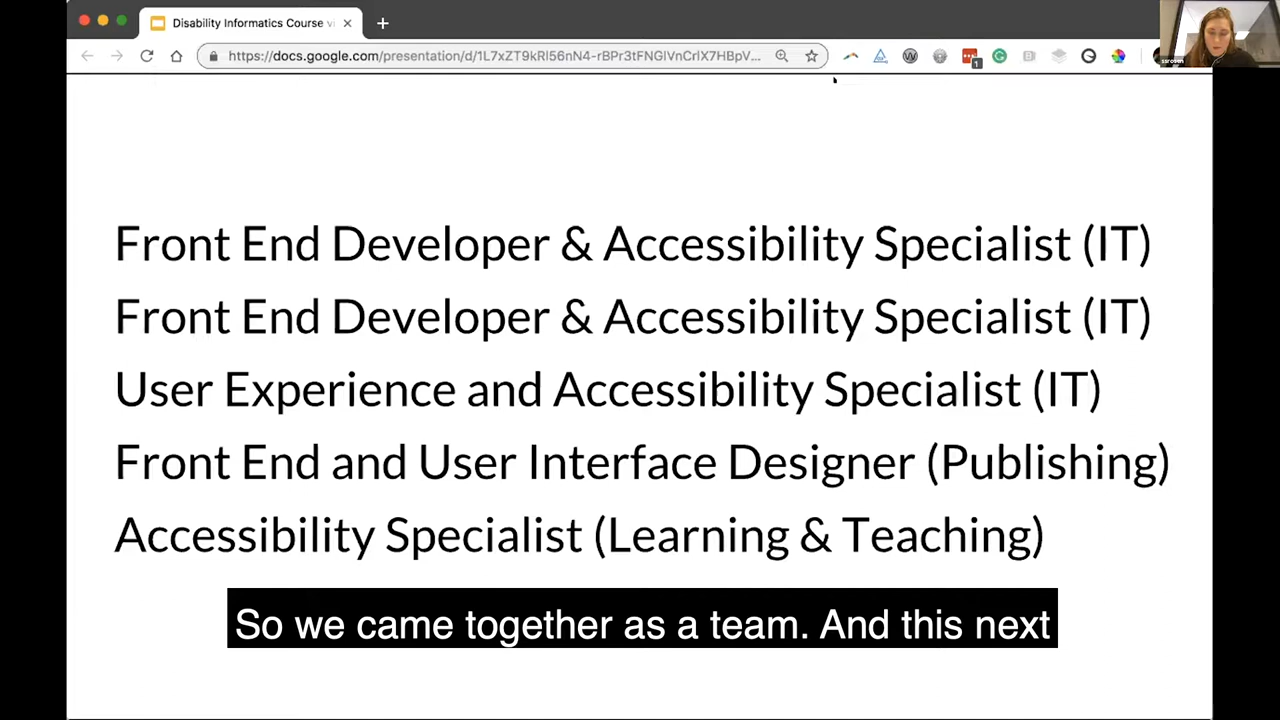 Disability Informatics Course v
https://docs.google.com/presentation/d/1L7xZT9kRl56nN4-rBPr3tFNGlVnCrlX7HBpV...
1
Front End Developer & Accessibility Specialist (IT)
Front End Developer & Accessibility Specialist (IT)
User Experience and Accessibility Specialist (IT)
Front End and User Interface Designer (Publishing)
Accessibility Specialist (Learning & Teaching)
So we came together as a team. And this next